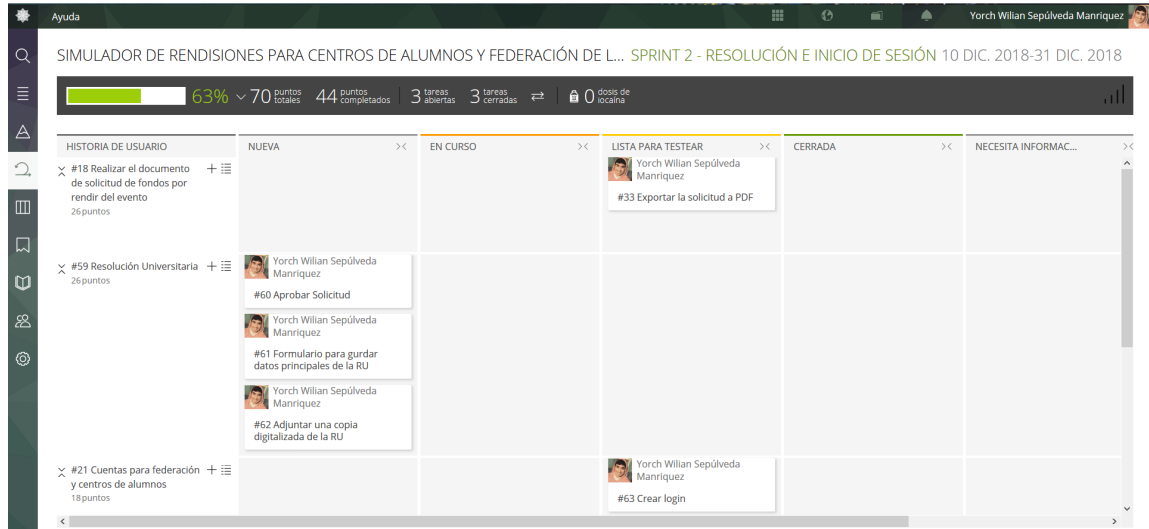 Ayuda
Yorch Wilian Sepúlveda Manriquez
SIMULADOR DE RENDISIONES PARA CENTROS DE ALUMNOS Y FEDERACIÓN DE L... SPRINT 2 - RESOLUCIÓN E INICIO DE SESIÓN 10 DIC. 2018-31 DIC. 2018
63% 70 puntos totales 44 puntos completados 3 tareas abiertas 3 tareas cerradas 0 dosis de iocaína
HISTORIA DE USUARIO NUEVA EN CURSO LISTA PARA TESTEAR CERRADA NECESITA INFORMAC...
#18 Realizar el documento
de solicitud de fondos por
rendir del evento
26 puntos
Yorch Wilian Sepúlveda
Manriquez
#33 Exportar la solicitud a PDF
#59 Resolución Universitaria
26 puntos
Yorch Wilian Sepúlveda
Manriquez
#60 Aprobar Solicitud
Yorch Wilian Sepúlveda
Manriquez
#61 Formulario para gurdar
datos principales de la RU
Yorch Wilian Sepúlveda
Manriquez
#62 Adjuntar una copia
digitalizada de la RU
#21 Cuentas para federación
y centros de alumnos
18 puntos
Yorch Wilian Sepúlveda
Manriquez
#63 Crear login